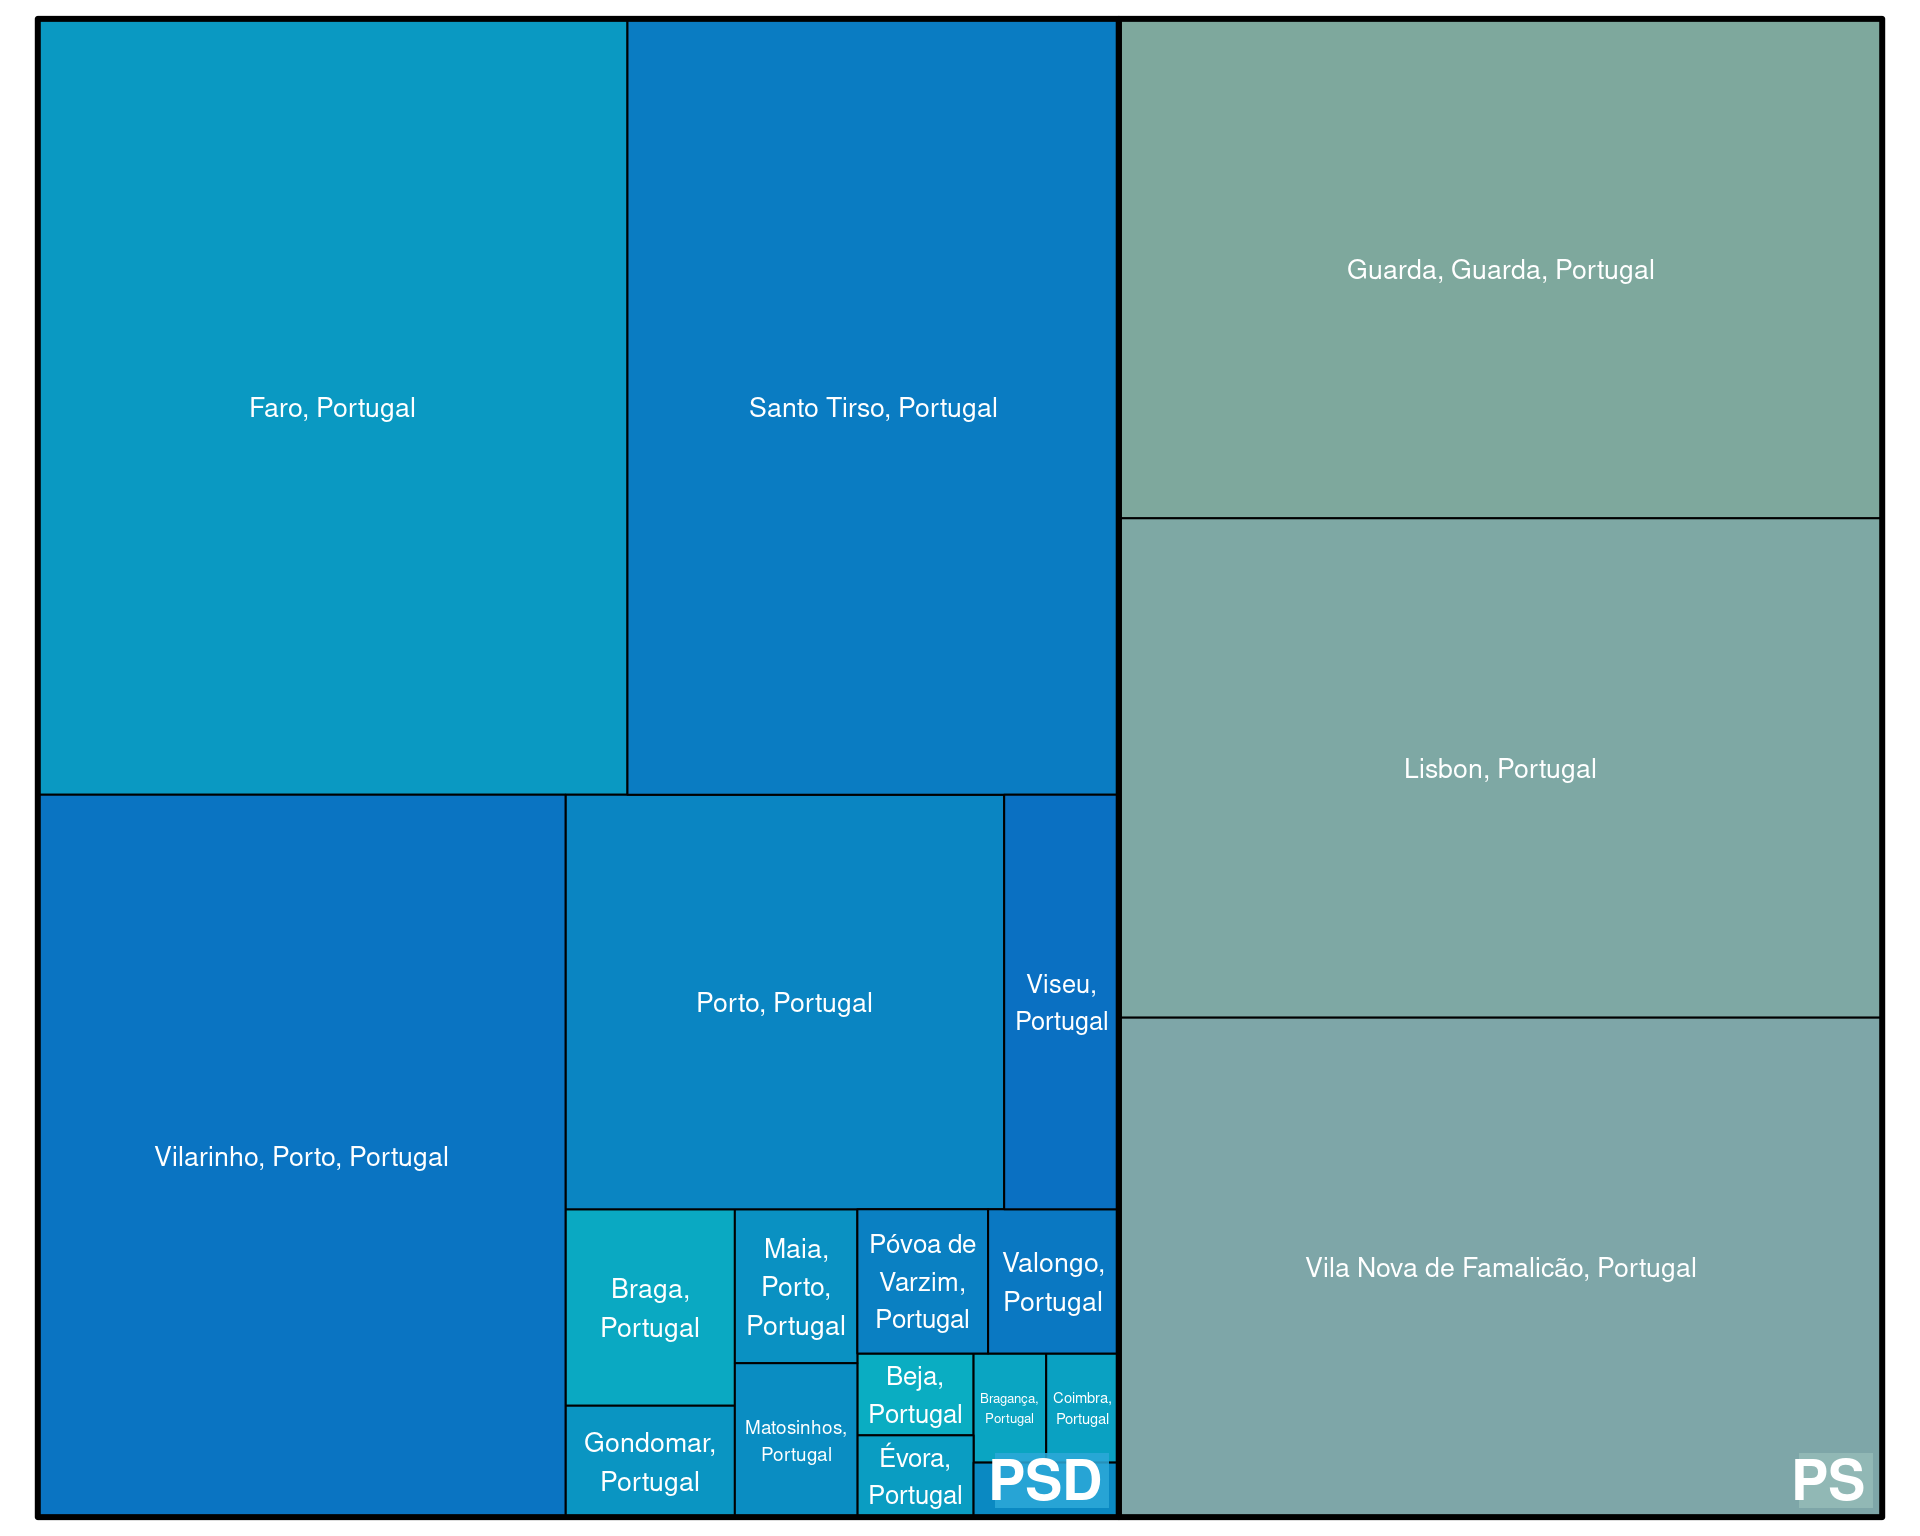 Faro, Portugal
Santo Tirso, Portugal
Guarda, Guarda, Portugal
Lisbon, Portugal
Vilarinho, Porto, Portugal
Porto, Portugal
Viseu,
Portugal
Braga,
Portugal
Maia,
Porto,
Portugal
Póvoa de
Varzim,
Portugal
Valongo,
Portugal
Gondomar,
Portugal
Matosinhos,
Portugal
Beja,
Portugal
Bragança,
Portugal
Coimbra,
Portugal
Évora,
Portugal
PSD
Vila Nova de Famalicão, Portugal
PS